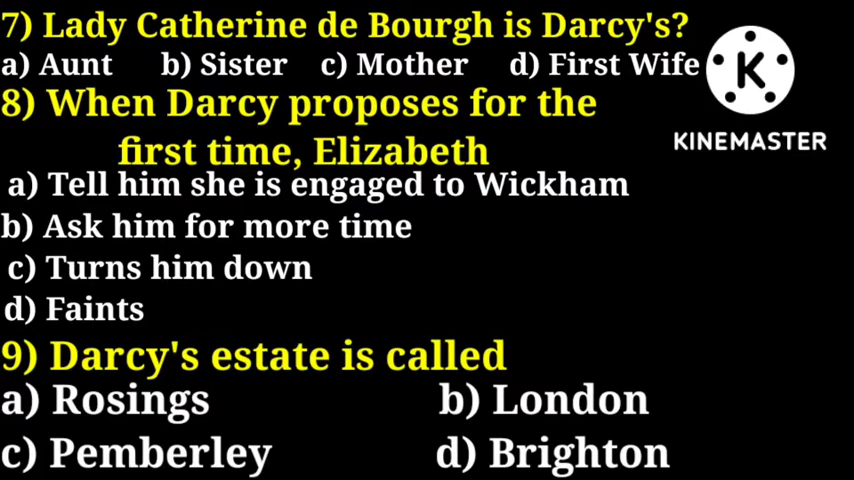 7) Lady Catherine de Bourgh is Darcy's?
a) Aunt b) Sister c) Mother d) First Wife
8) When Darcy proposes for the
first time, Elizabeth
a) Tell him she is engaged to Wickham
b) Ask him for more time
c) Turns him down
d) Faints
9) Darcy's estate is called
a) Rosings b) London
c) Pemberley d) Brighton
K
KINEMASTER